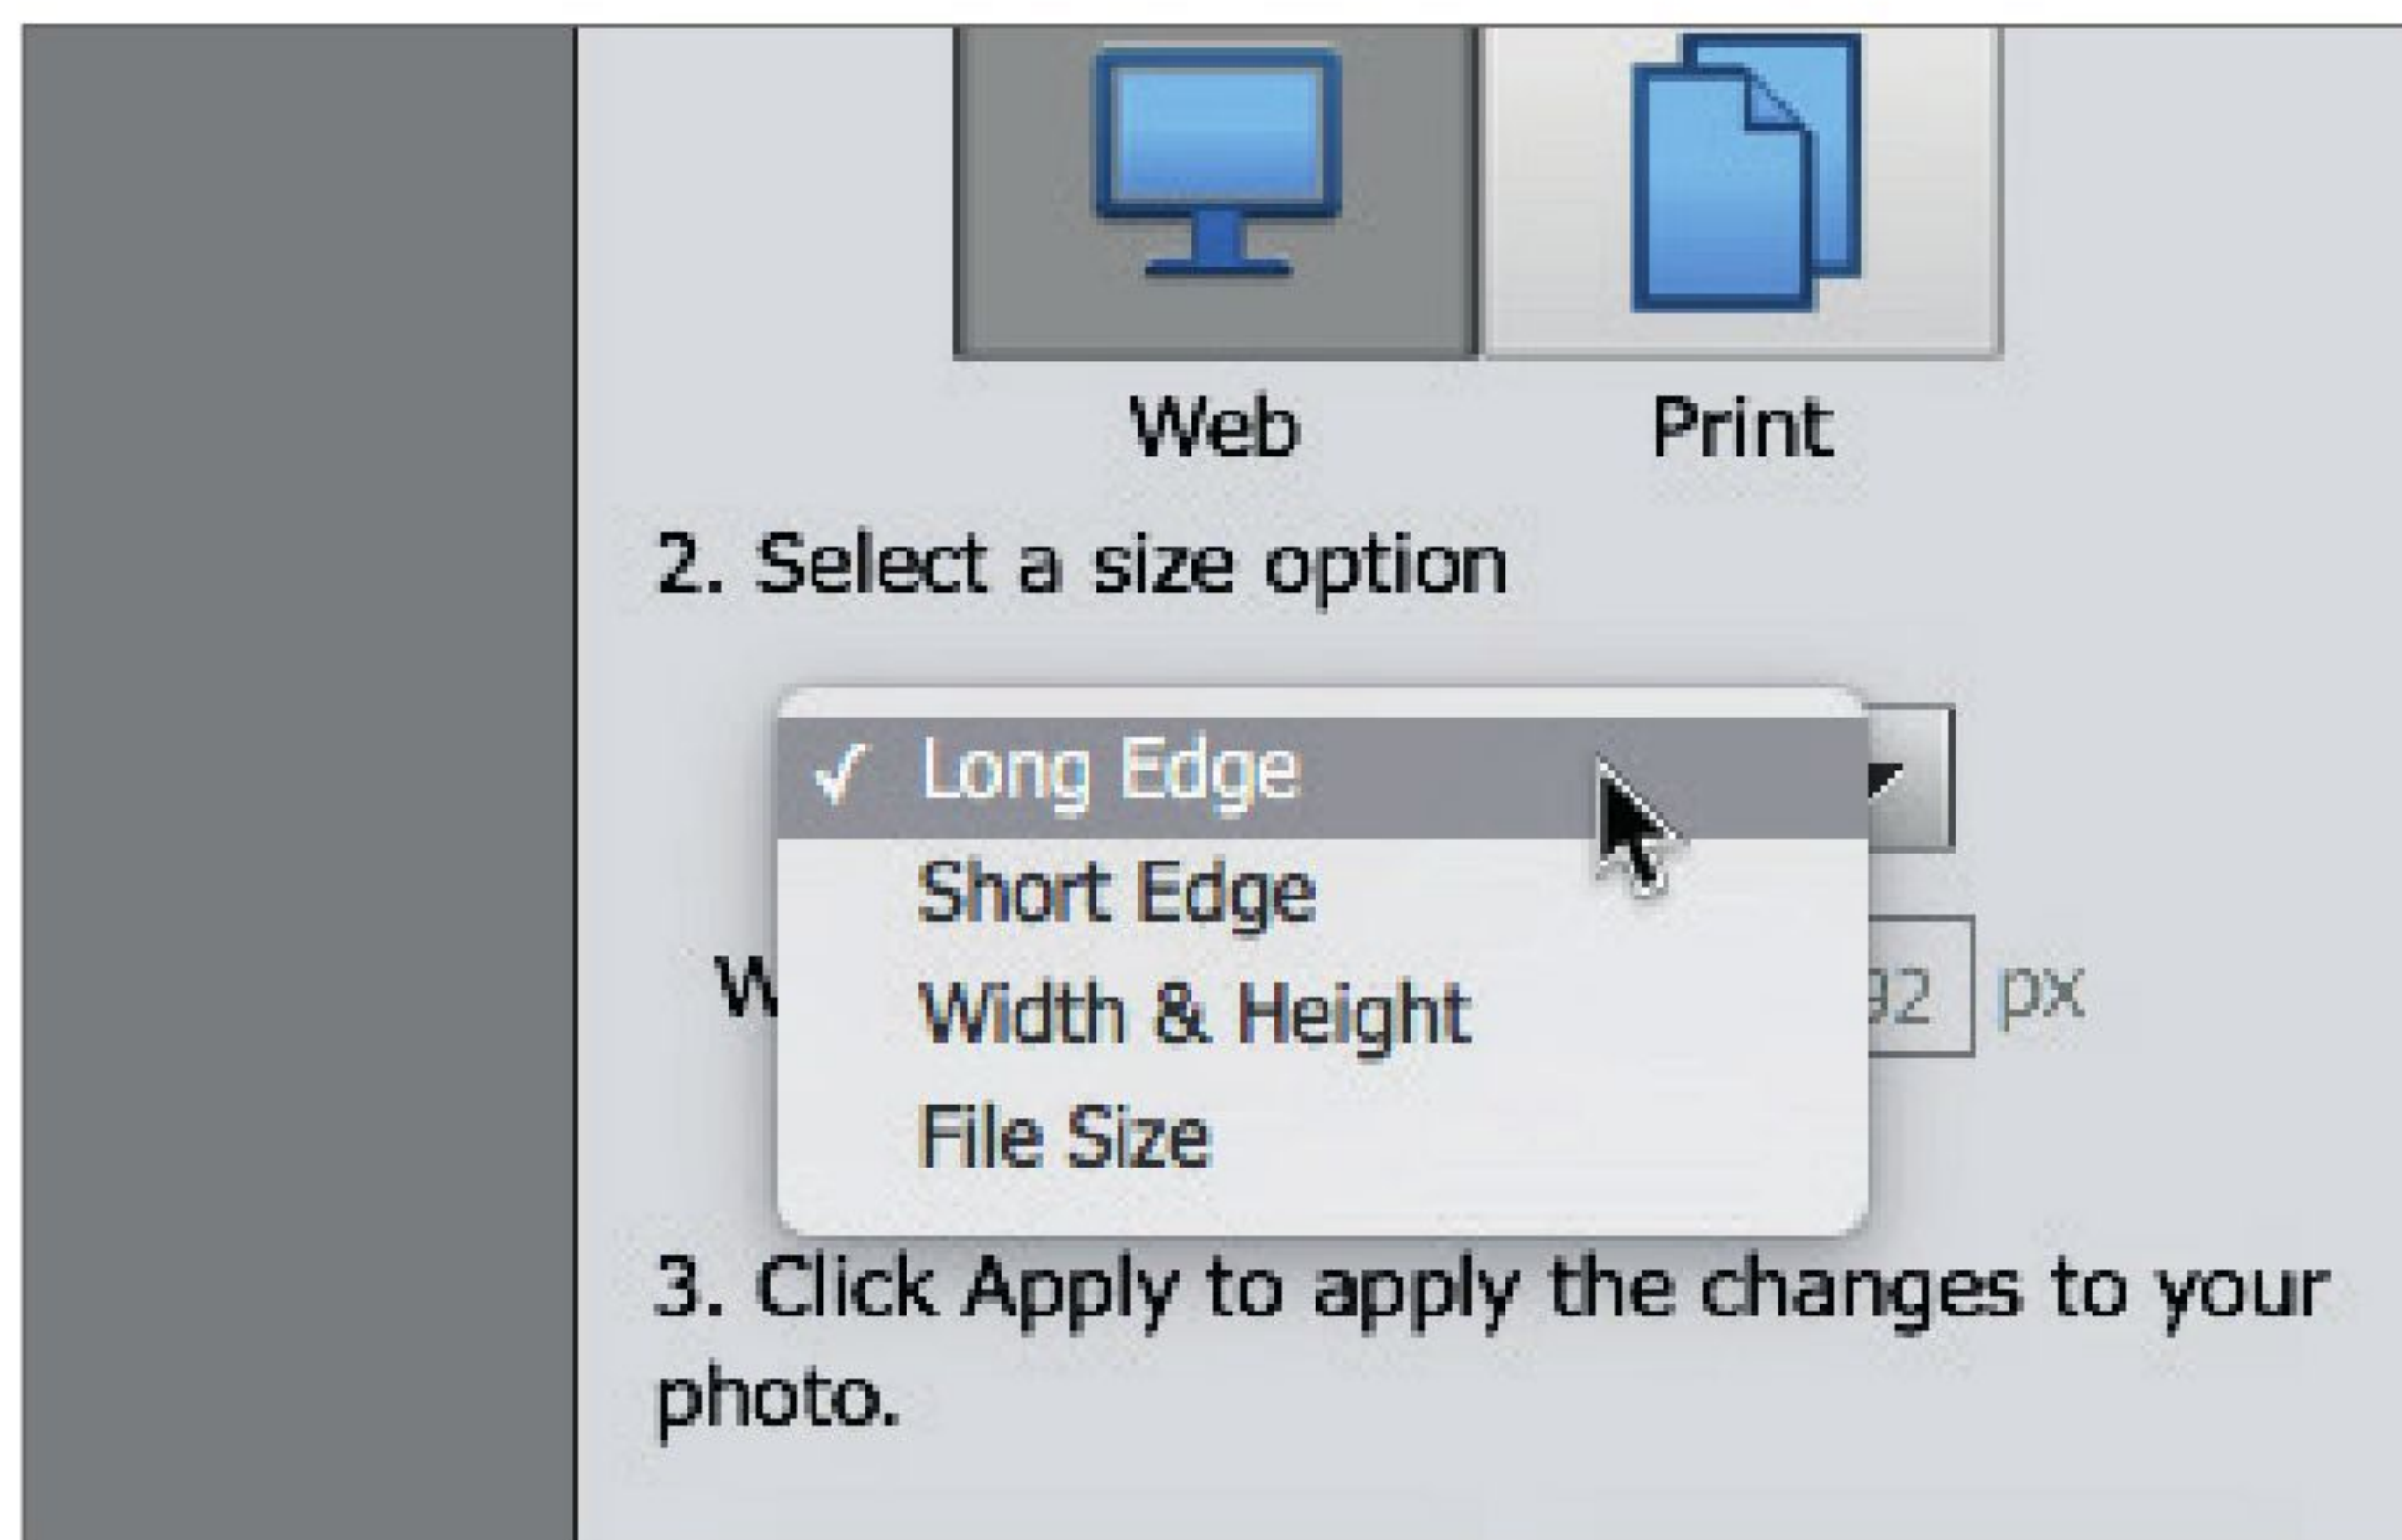 Web Print
2. Select a size option
✓ Long Edge
Short Edge
Width & Height
File Size
px
3. Click Apply to apply the changes to your
photo.